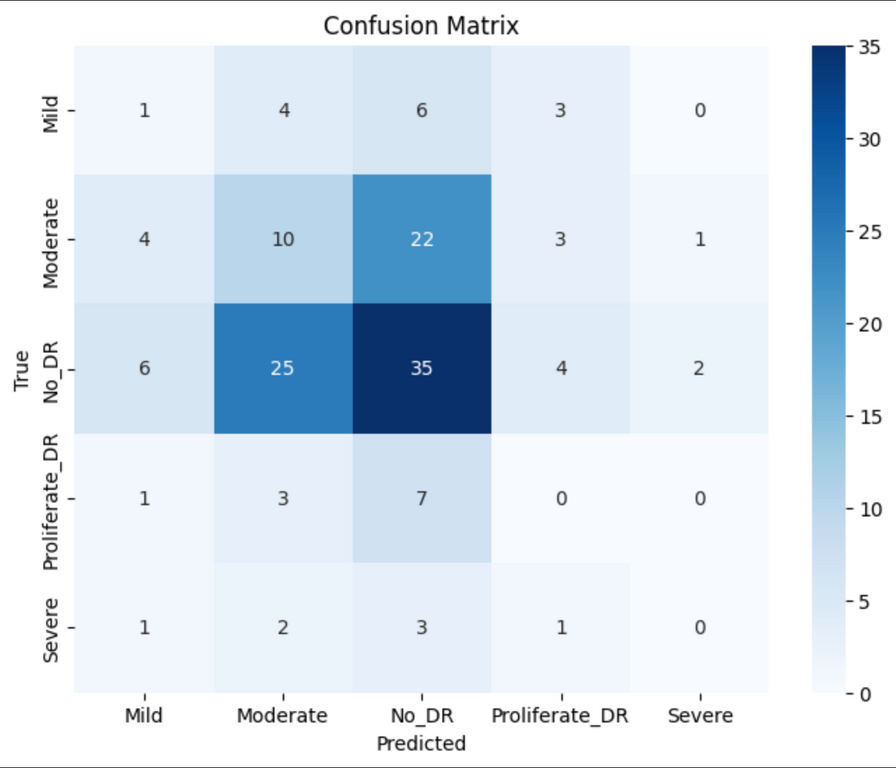 Confusion Matrix
Mild 1 4 6 3 0
Moderate 4 10 22 3 1
No_DR 6 25 35 4 2
Proliferate_DR 1 3 7 0 0
Severe 1 2 3 1 0
True
Mild Moderate No_DR Proliferate_DR Severe
Predicted
35
30
25
20
15
10
5
0